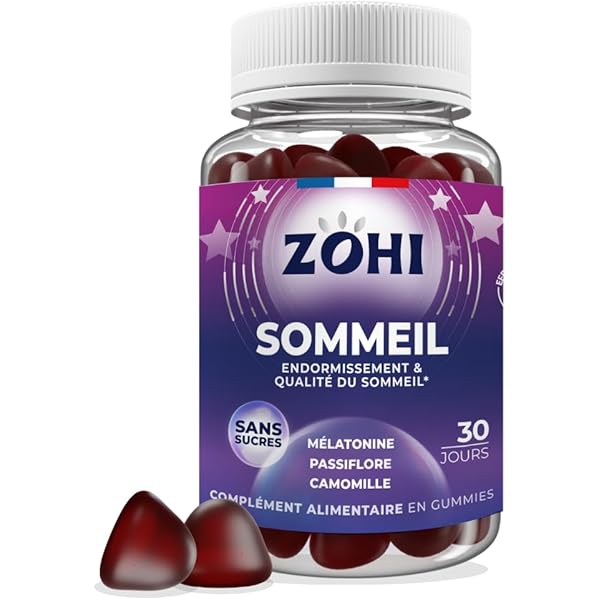 ZOHI
SOMMEIL
ENDORMISSEMENT &
QUALITÉ DU SOMMEIL*
SANS
SUCRES
30
JOURS
MÉLATONINE
PASSIFLORE
CAMOMILLE
COMPLÉMENT ALIMENTAIRE EN GUMMIES